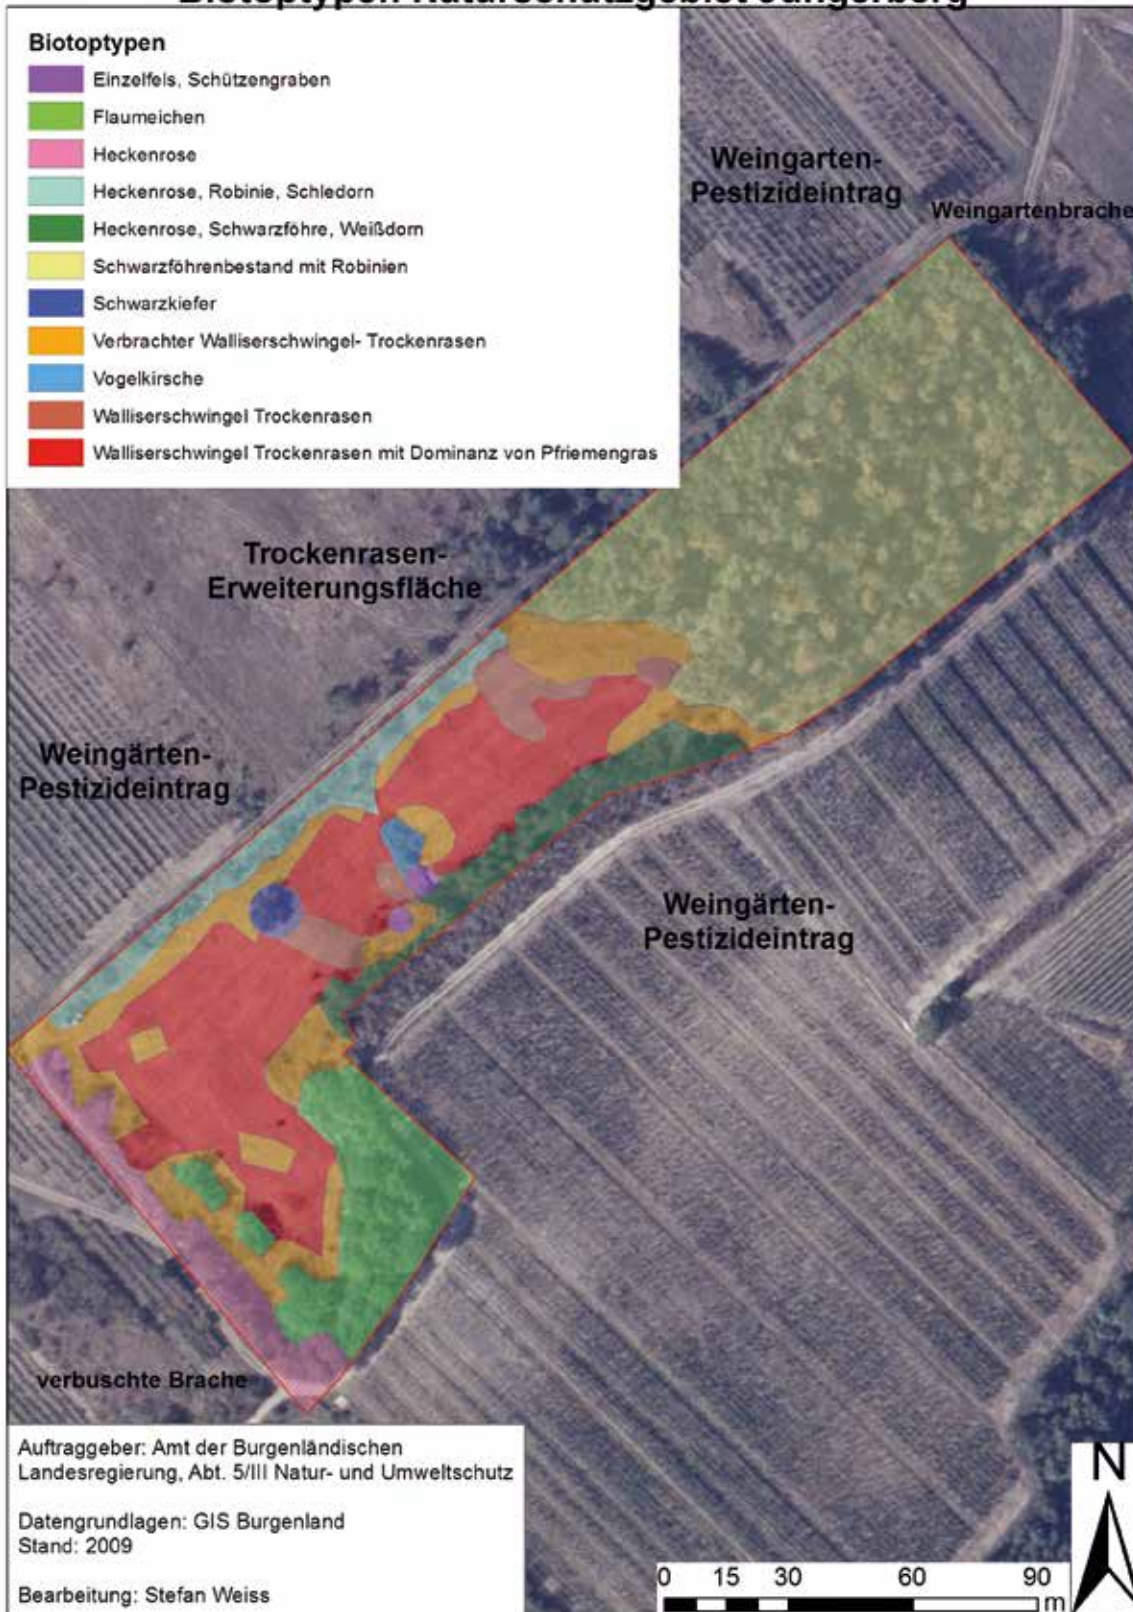 Biotoptypen Naturschutzgebiet Jungerberg
Biotoptypen
Einzelfels, Schützengraben
Flaumeichen
Heckenrose
Heckenrose, Robinie, Schledorn
Heckenrose, Schwarzföhre, Weißdorn
Schwarzföhrenbestand mit Robinien
Schwarzkiefer
Verbrachter Walliserschwingel- Trockenrasen
Vogelkirsche
Walliserschwingel Trockenrasen
Walliserschwingel Trockenrasen mit Dominanz von Pfriemengras
Weingarten-
Pestizideintrag
Weingartenbrache
Trockenrasen-
Erweiterungsfläche
Weingärten-
Pestizideintrag
Weingärten-
Pestizideintrag
verbuschte Brache
Auftraggeber: Amt der Burgenländischen
Landesregierung, Abt. 5/III Natur- und Umweltschutz
Datengrundlagen: GIS Burgenland
Stand: 2009
Bearbeitung: Stefan Weiss
N
0 15 30 60 90
m